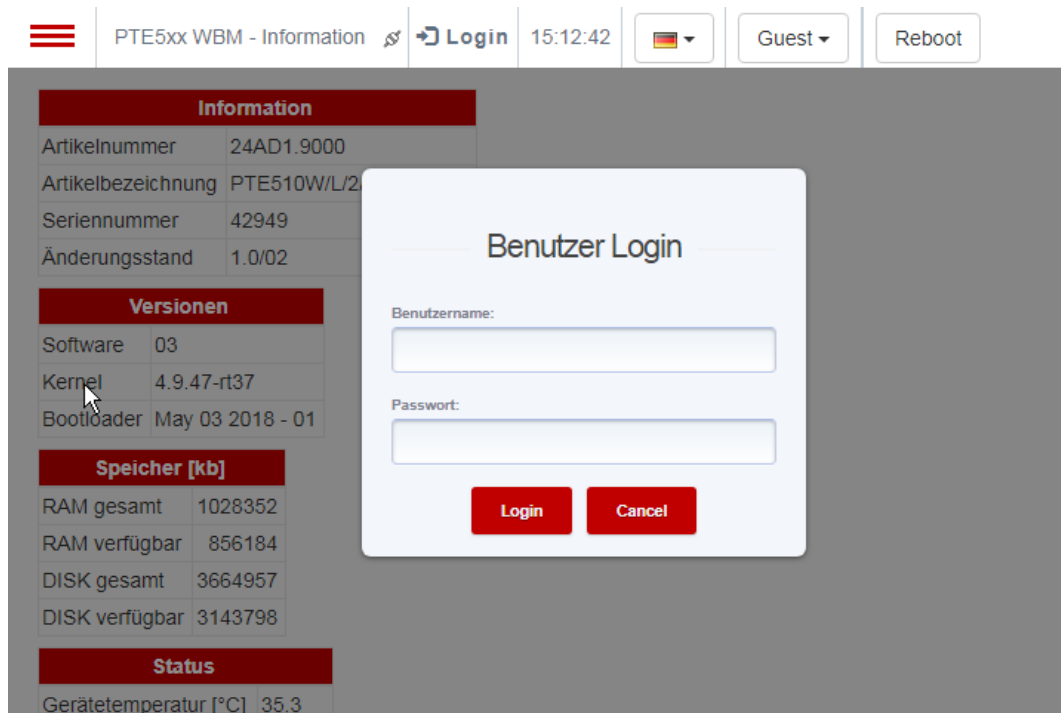 PTE5xx WBM - Information Login 15:12:42 Guest Reboot
Information
Artikelnummer 24AD1.9000
Artikelbezeichnung PTE510W/L/2
Seriennummer 42949
Änderungsstand 1.0/02
Versionen
Software 03
Kernel 4.9.47-rt37
Bootloader May 03 2018 - 01
Speicher [kb]
RAM gesamt 1028352
RAM verfügbar 856184
DISK gesamt 3664957
DISK verfügbar 3143798
Status
Gerätetemperatur [°C] 35.3
Benutzer Login
Benutzername:
Passwort:
Login Cancel